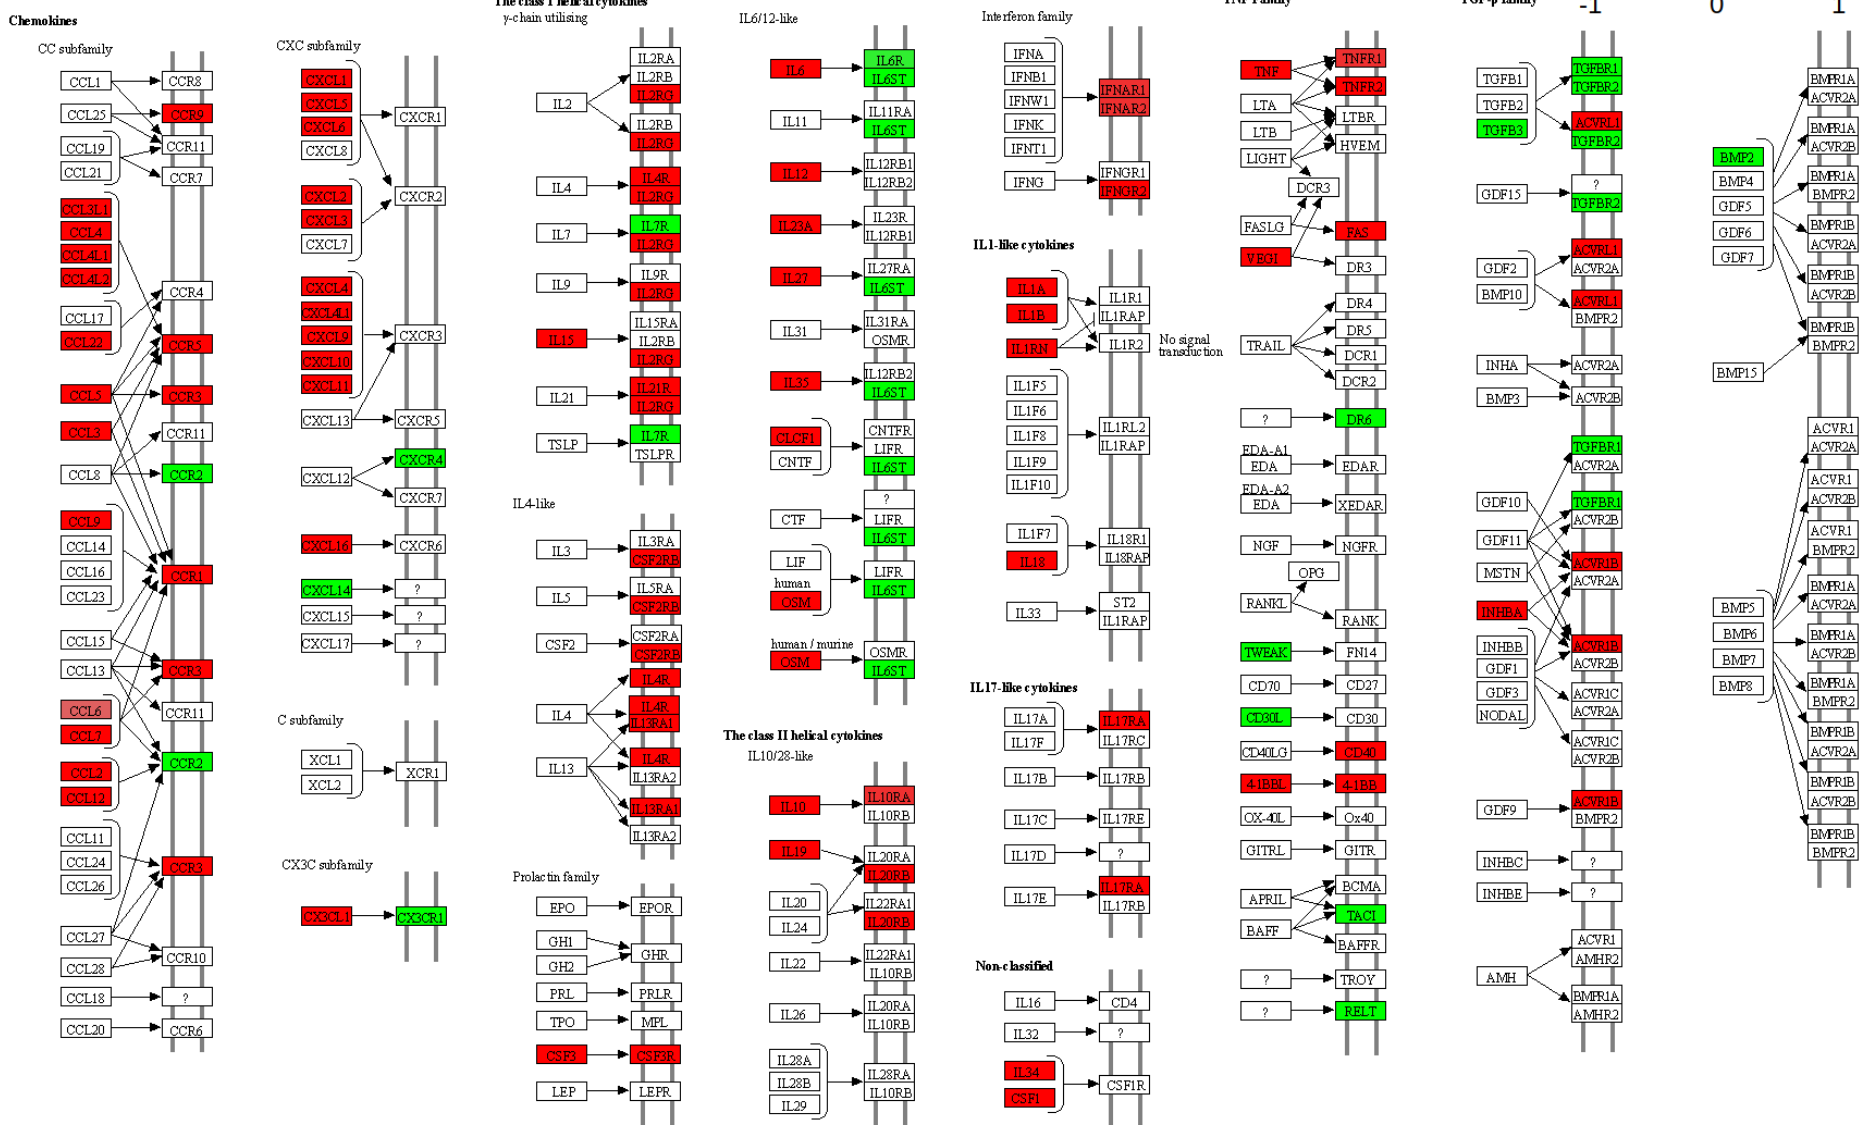 Chemokines
CC subfamily
CCL1
CCR8
CCL25
CCR9
CCL19
CCR11
CCL21
CCR7
CCL3L1
CCL4
CCL4L1
CCL4L2
CCR4
CCL17
CCL22
CCR5
CCL5
CCR3
CCL3
CCR11
CCL8
CCR2
CCL9
CCL14
CCL16
CCR1
CCL23
CCL15
CCL13
CCR3
CCL6
CCR11
CCL7
CCR2
CCL2
CCL12
CCL11
CCL24
CCR3
CCL26
CCL27
CCR10
CCL28
CCL18
?
CCL20
CCR6
CXC subfamily
CXCL1
CXCL5
CXCR1
CXCL6
CXCL8
CXCL2
CXCR2
CXCL3
CXCL7
CXCL4
CXCL4L1
CXCL9
CXCR3
CXCL10
CXCL11
CXCL13
CXCR5
CXCR4
CXCL12
CXCR7
CXCL16
CXCR6
CXCL14
?
CXCL15
?
CXCL17
?
C subfamily
XCL1
XCR1
XCL2
CX3C subfamily
CX3CL1
CX3CR1
The class I helical cytokines
γ-chain utilising
IL2RA
IL2RB
IL2RG
IL2
IL2RB
IL2RG
IL4
IL4R
IL2RG
IL7
IL7R
IL2RG
IL9
IL9R
IL2RG
IL15
IL15RA
IL2RB
IL2RG
IL21
IL21R
IL2RG
TSLP
IL7R
TSLPR
IL4-like
IL3
IL3RA
CSF2RB
IL5
IL5RA
CSF2RB
CSF2
CSF2RA
CSF2RB
IL4R
IL4
IL4R
IL13RA1
IL13
IL4R
IL13RA2
IL13RA1
IL13RA2
Prolactin family
EPO
EPOR
GH1
GHR
GH2
PRL
PRLR
TPO
MPL
CSF3
CSF3R
LEP
LEPR
IL6/12-like
IL6
IL6R
IL6ST
IL11
IL11RA
IL6ST
IL12
IL12RB1
IL12RB2
IL23A
IL23R
IL12RB1
IL27
IL27RA
IL6ST
IL31
IL31RA
OSMR
IL35
IL12RB2
IL6ST
CLCF1
CNTF
CNTFR
LIFR
IL6ST
CTF
?
LIFR
IL6ST
LIF
human
OSM
LIFR
IL6ST
human / murine
OSM
OSMR
IL6ST
The class II helical cytokines
IL10/28-like
IL10
IL10RA
IL10RB
IL19
IL20RA
IL20RB
IL20
IL24
IL22RA1
IL20RB
IL22
IL22RA1
IL10RB
IL26
IL20RA
IL10RB
IL28A
IL28B
IL29
IL28RA
IL10RB
Interferon family
IFNA
IFNB1
IFNW1
IFNK
IFNT1
IFNAR1
IFNAR2
IFNG
IFNGR1
IFNGR2
IL1-like cytokines
IL1A
IL1B
IL1R1
IL1RAP
IL1RN
IL1R2
No signal
transduction
IL1F5
IL1F6
IL1F8
IL1F9
IL1F10
IL1RL2
IL1RAP
IL1F7
IL18
IL18R1
IL18RAP
IL33
ST2
IL1RAP
IL17-like cytokines
IL17A
IL17F
IL17RA
IL17RC
IL17B
IL17RB
IL17C
IL17RE
IL17D
?
IL17E
IL17RA
IL17RB
Non-classified
IL16
CD4
IL32
?
IL34
CSF1
CSF1R
TNF Family
TNF
TNFR1
TNFR2
LTA
LTBR
LTB
HVEM
LIGHT
DCR3
FASLG
FAS
VEGI
DR3
DR4
DR5
TRAIL
DCR1
DCR2
?
DR6
EDA-A1
EDA
EDAR
EDA-A2
EDA
XEDAR
NGF
NGFR
OPG
RANKL
RANK
TWEAK
FN14
CD70
CD27
CD30L
CD30
CD40LG
CD40
4-1BBL
4-1BB
OX-40L
Ox40
GITRL
GITR
BCMA
APRIL
TACI
BAFF
BAFFR
?
TROY
?
RELT
TGF-β family
-1
0
1
TGFB1
TGFB2
TGFB3
TGFBR1
TGFBR2
ACVRL1
TGFBR2
GDF15
?
TGFBR2
GDF2
BMP10
ACVRL1
ACVR2A
ACVRL1
BMPR2
INHA
ACVR2A
BMP3
ACVR2B
TGFBR1
ACVR2A
GDF10
TGFBR1
ACVR2B
GDF11
MSTN
ACVR1B
ACVR2A
INHBA
INHBB
GDF1
GDF3
NODAL
ACVR1B
ACVR2B
ACVR1C
ACVR2A
ACVR1C
ACVR2B
GDF9
ACVR1B
BMPR2
INHBC
?
INHBE
?
AMH
ACVR1
AMHR2
BMPR1A
AMHR2
BMP2
BMP4
GDF5
GDF6
GDF7
BMP15
BMPR1A
ACVR2A
BMPR1A
ACVR2B
BMPR1A
BMPR2
BMPR1B
ACVR2A
BMPR1B
ACVR2B
BMPR1B
BMPR2
BMP5
BMP6
BMP7
BMP8
ACVR1
ACVR2A
ACVR1
ACVR2B
ACVR1
BMPR2
BMPR1A
ACVR2A
BMPR1A
ACVR2B
BMPR1A
BMPR2
BMPR1B
ACVR2A
BMPR1B
ACVR2B
BMPR1B
BMPR2